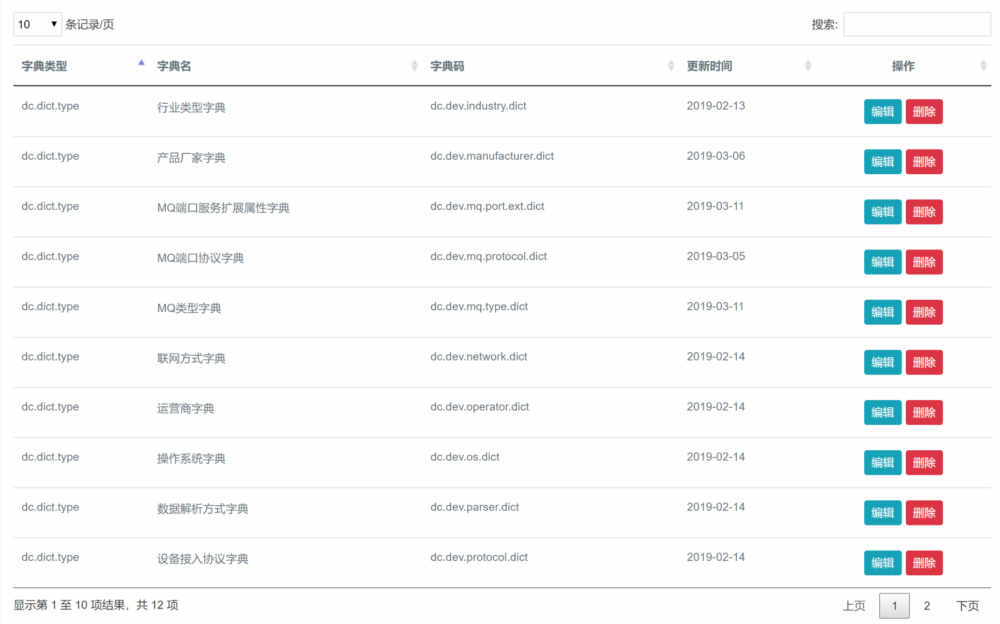 10 条记录/页 搜索:
字典类型 字典名 字典码 更新时间 操作
dc.dict.type 行业类型字典 dc.dev.industry.dict 2019-02-13 编辑 删除
dc.dict.type 产品厂家字典 dc.dev.manufacturer.dict 2019-03-06 编辑 删除
dc.dict.type MQ端口服务扩展属性字典 dc.dev.mq.port.ext.dict 2019-03-11 编辑 删除
dc.dict.type MQ端口协议字典 dc.dev.mq.protocol.dict 2019-03-05 编辑 删除
dc.dict.type MQ类型字典 dc.dev.mq.type.dict 2019-03-11 编辑 删除
dc.dict.type 联网方式字典 dc.dev.network.dict 2019-02-14 编辑 删除
dc.dict.type 运营商字典 dc.dev.operator.dict 2019-02-14 编辑 删除
dc.dict.type 操作系统字典 dc.dev.os.dict 2019-02-14 编辑 删除
dc.dict.type 数据解析方式字典 dc.dev.parser.dict 2019-02-14 编辑 删除
dc.dict.type 设备接入协议字典 dc.dev.protocol.dict 2019-02-14 编辑 删除
显示第 1 至 10 项结果，共 12 项 上页 1 2 下页